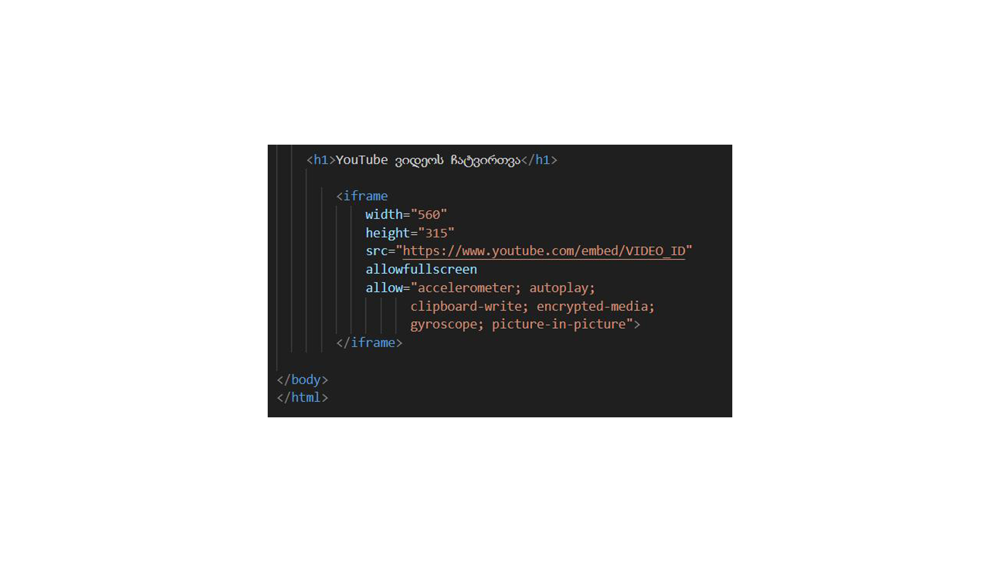 <h1>YouTube ვიდეოს ჩატვირთვა</h1>
<iframe
width="560"
height="315"
src="https://www.youtube.com/embed/VIDEO_ID"
allowfullscreen
allow="accelerometer; autoplay;
clipboard-write; encrypted-media;
gyroscope; picture-in-picture">
</iframe>
</body>
</html>